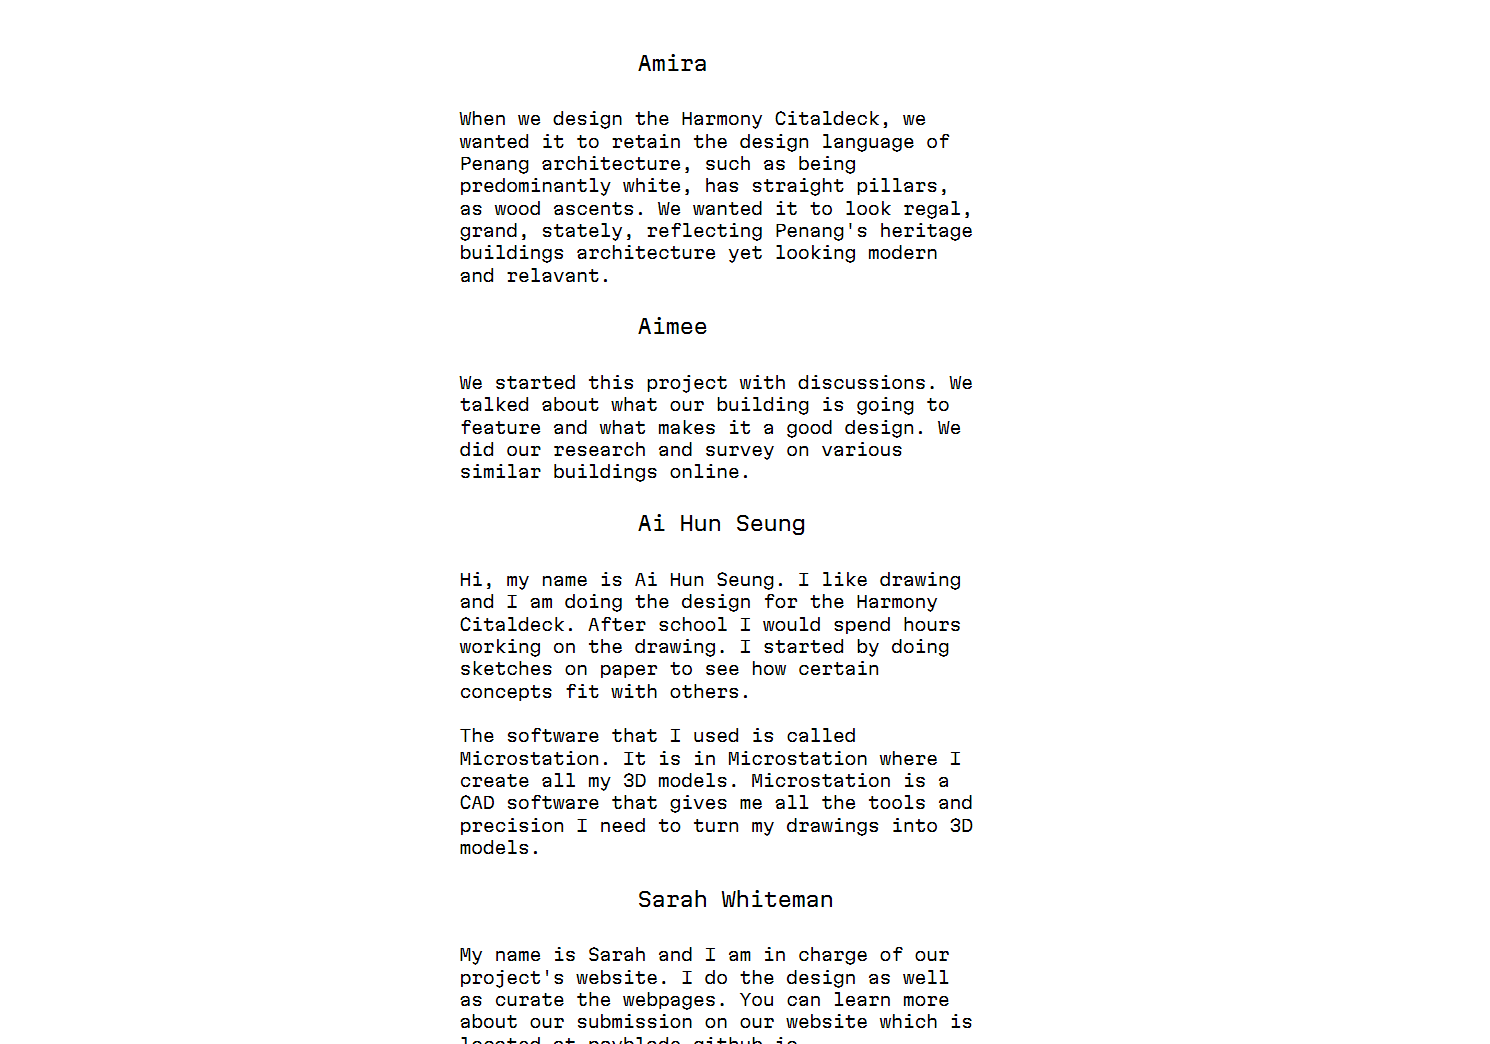 Amira
When we design the Harmony Citaldeck, we
wanted it to retain the design language of
Penang architecture, such as being
predominantly white, has straight pillars,
as wood ascents. We wanted it to look regal,
grand, stately, reflecting Penang's heritage
buildings architecture yet looking modern
and relavant.
Aimee
We started this project with discussions. We
talked about what our building is going to
feature and what makes it a good design. We
did our research and survey on various
similar buildings online.
Ai Hun Seung
Hi, my name is Ai Hun Seung. I like drawing
and I am doing the design for the Harmony
Citaldeck. After school I would spend hours
working on the drawing. I started by doing
sketches on paper to see how certain
concepts fit with others.
The software that I used is called
Microstation. It is in Microstation where I
create all my 3D models. Microstation is a
CAD software that gives me all the tools and
precision I need to turn my drawings into 3D
models.
Sarah Whiteman
My name is Sarah and I am in charge of our
project's website. I do the design as well
as curate the webpages. You can learn more
about our submission on our website which is
located at